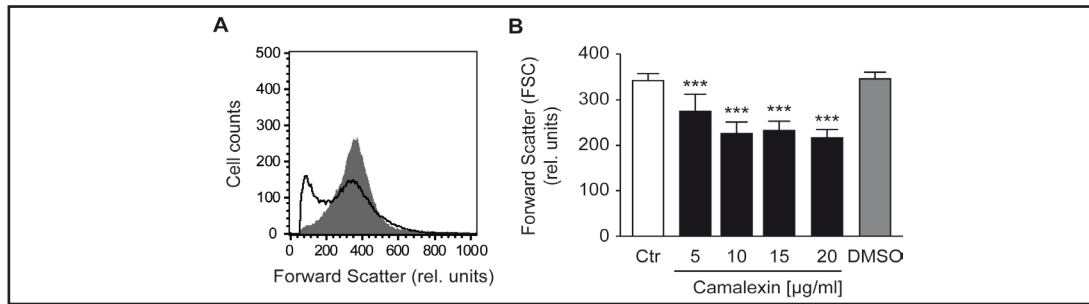 A
500
400
300
200
100
0
Cell counts
0 200 400 600 800 1000
Forward Scatter (rel. units)
B
400
300
200
100
0
Forward Scatter (FSC)
(rel. units)
***
***
***
***
Ctr 5 10 15 20 DMSO
Camalexin [µg/ml]